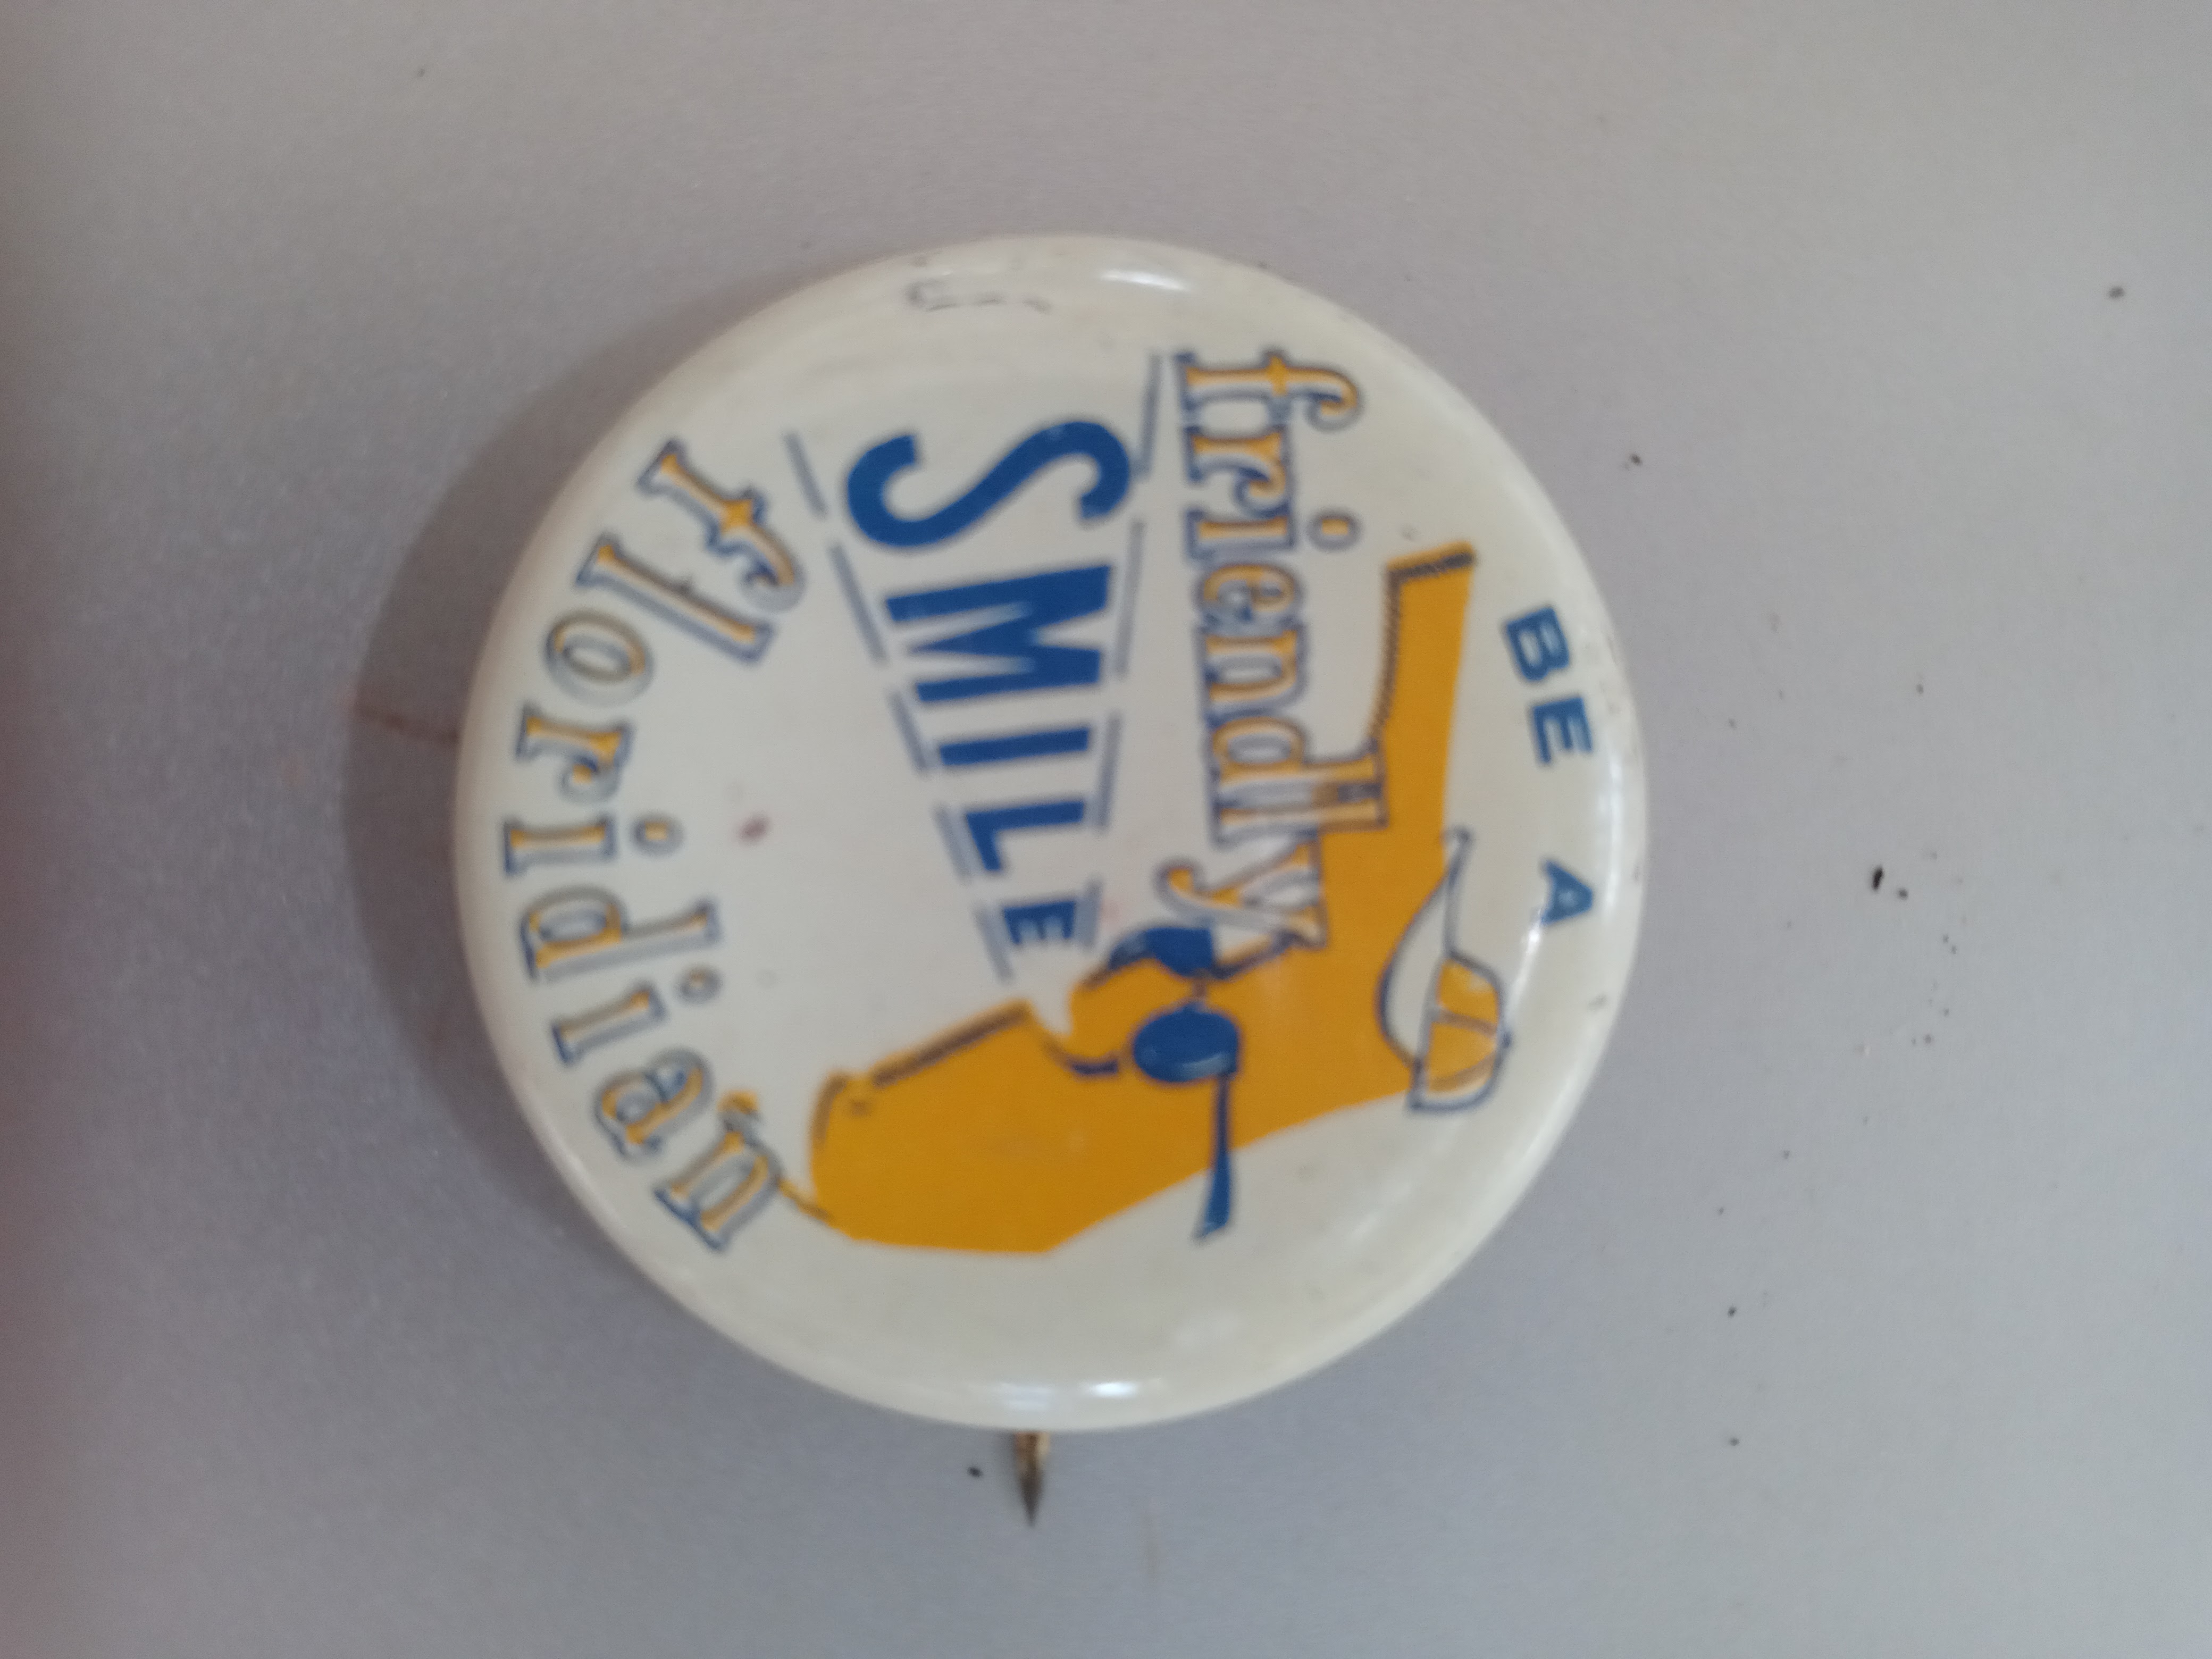 BE A
friendly
SMILE
floridian